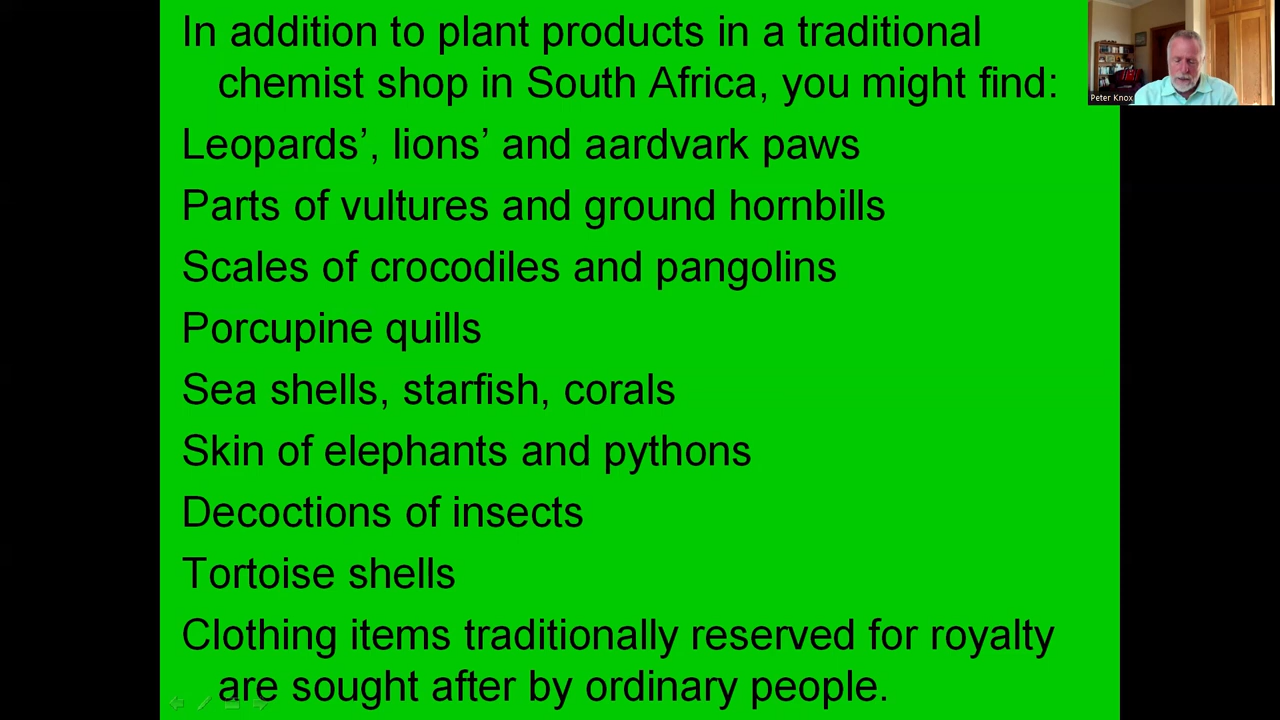 In addition to plant products in a traditional
chemist shop in South Africa, you might find:
Leopards’, lions’ and aardvark paws
Parts of vultures and ground hornbills
Scales of crocodiles and pangolins
Porcupine quills
Sea shells, starfish, corals
Skin of elephants and pythons
Decoctions of insects
Tortoise shells
Clothing items traditionally reserved for royalty
are sought after by ordinary people.
Peter Knox